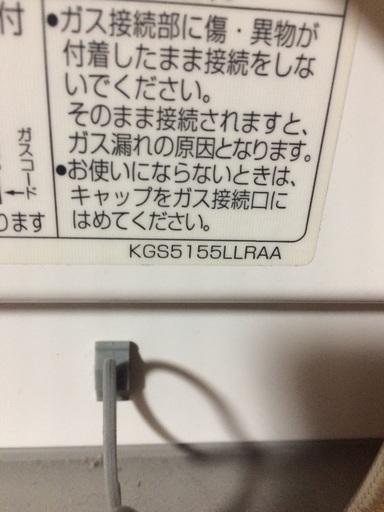 付
●ガス接続部に傷・異物が
付着したまま接続をしな
いでください。
そのまま接続されますと、
ガス漏れの原因となります。
●お使いにならないときは、
キャップをガス接続口に
はめてください。
ガスコード
ります
KGS5155LLRAA